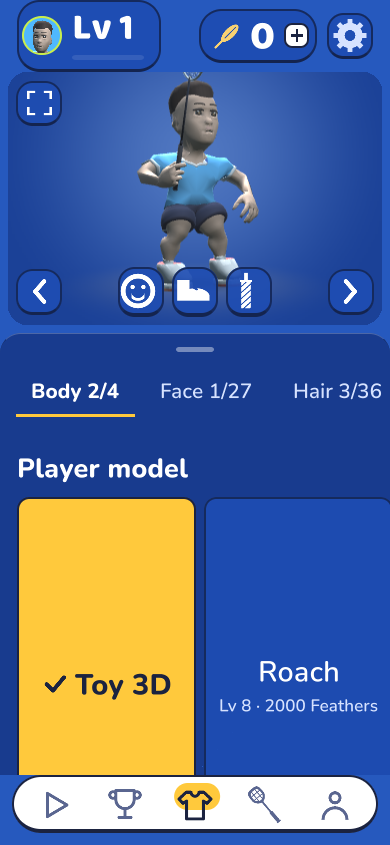 Lv 1
0
Body 2/4
Face 1/27
Hair 3/36
Player model
Toy 3D
Roach
Lv 8 · 2000 Feathers